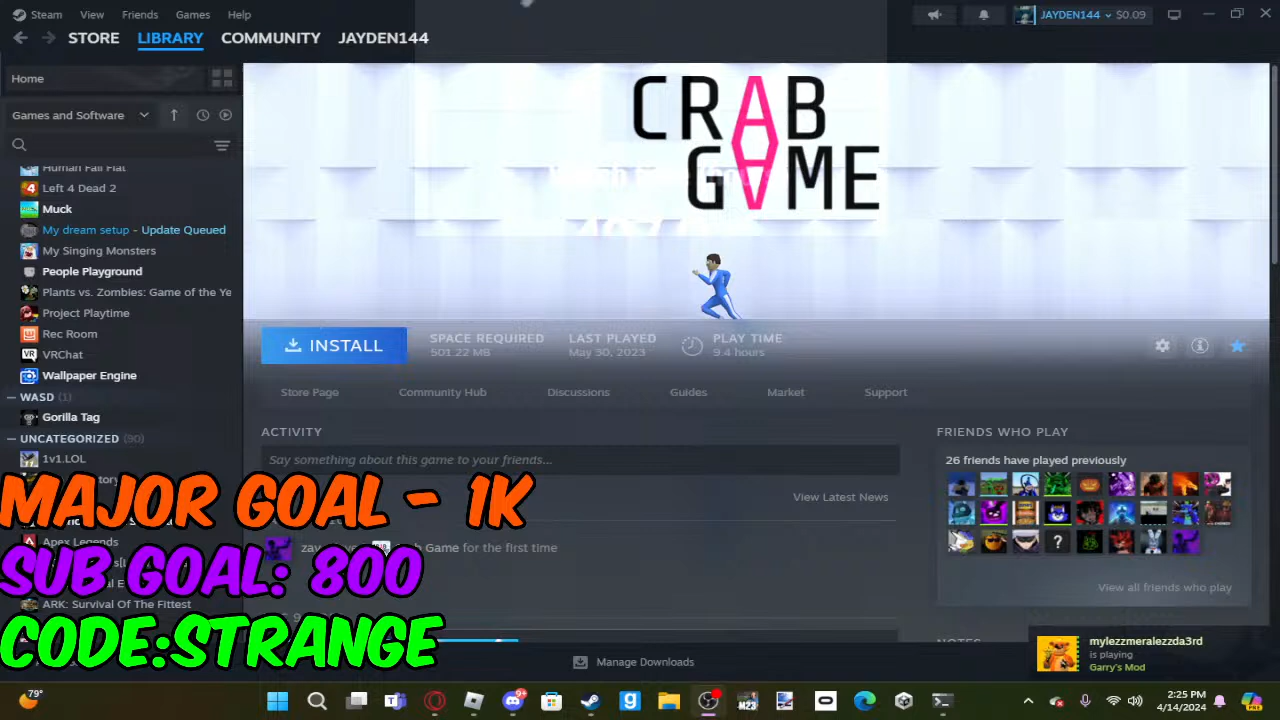 Steam View Friends Games Help
JAYDEN144 $0.09
STORE LIBRARY COMMUNITY JAYDEN144
Home
Games and Software
CRAB
GAME
Human Fall Flat
Left 4 Dead 2
Muck
My dream setup - Update Queued
My Singing Monsters
People Playground
Plants vs. Zombies: Game of the Ye
Project Playtime
Rec Room
VRChat
Wallpaper Engine
WASD (1)
Gorilla Tag
UNCATEGORIZED (90)
1v1.LOL
Apex Legends
ARK: Survival Of The Fittest
INSTALL
SPACE REQUIRED
501.22 MB
LAST PLAYED
May 30, 2023
PLAY TIME
9.4 hours
Store Page Community Hub Discussions Guides Market Support
ACTIVITY
Say something about this game to your friends...
View Latest News
for the first time
FRIENDS WHO PLAY
26 friends have played previously
View all friends who play
MAJOR GOAL - 1K
SUB GOAL: 800
CODE:STRANGE
Manage Downloads
mylezzmeralezzda3rd
is playing
Garry's Mod
79°
2:25 PM
4/14/2024